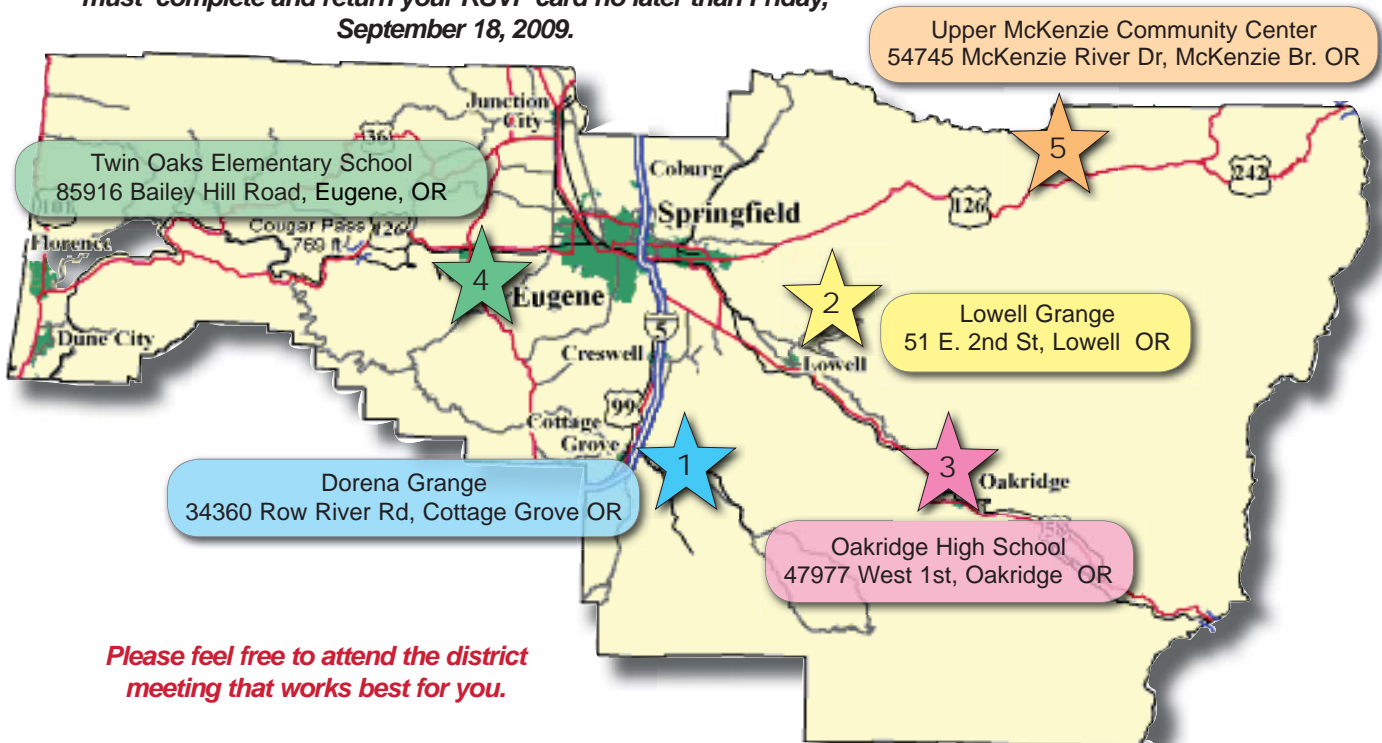 must complete and return your RSVP card no later than Friday,
September 18, 2009.
Upper McKenzie Community Center
54745 McKenzie River Dr, McKenzie Br. OR
Junction
City
36
Twin Oaks Elementary School
85916 Bailey Hill Road, Eugene, OR
Coburg
5
242
126
101
Cougar Pass
769 ft
126
Springfield
Florence
4
Eugene
2
Lowell Grange
51 E. 2nd St, Lowell OR
5
Dune City
Creswell
Lowell
99
Cottage
Grove
1
3
Oakridge
Dorena Grange
34360 Row River Rd, Cottage Grove OR
58
Oakridge High School
47977 West 1st, Oakridge OR
Please feel free to attend the district
meeting that works best for you.